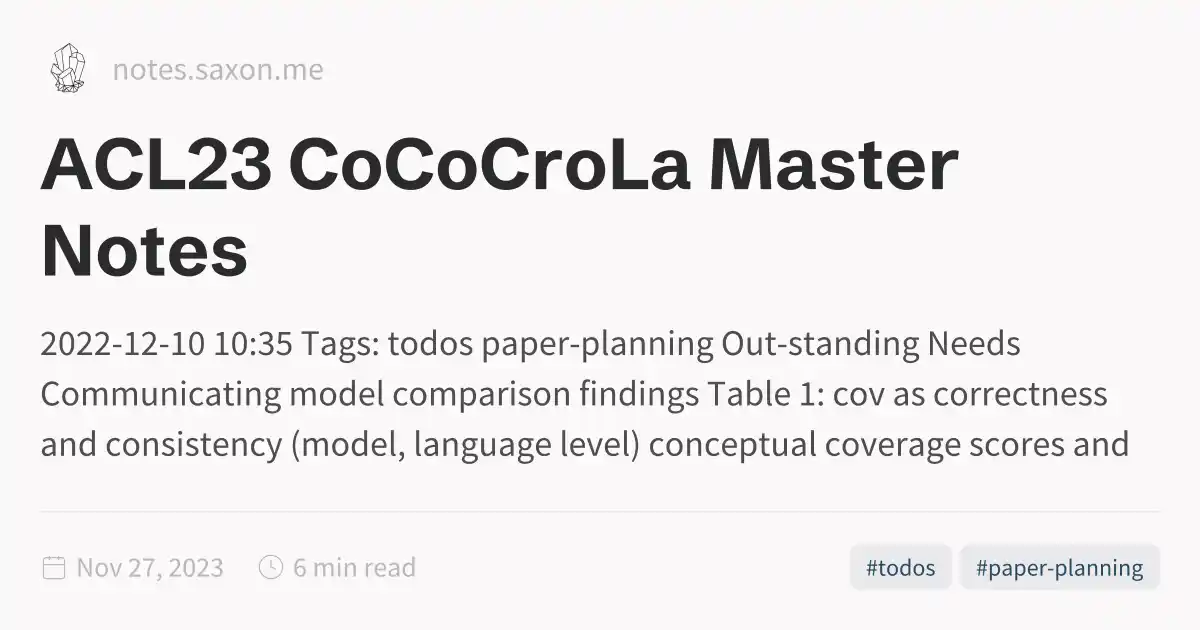 notes.saxon.me
ACL23 CoCoCroLa Master
Notes
2022-12-10 10:35 Tags: todos paper-planning Out-standing Needs
Communicating model comparison findings Table 1: cov as correctness
and consistency (model, language level) conceptual coverage scores and
Nov 27, 2023 6 min read #todos #paper-planning